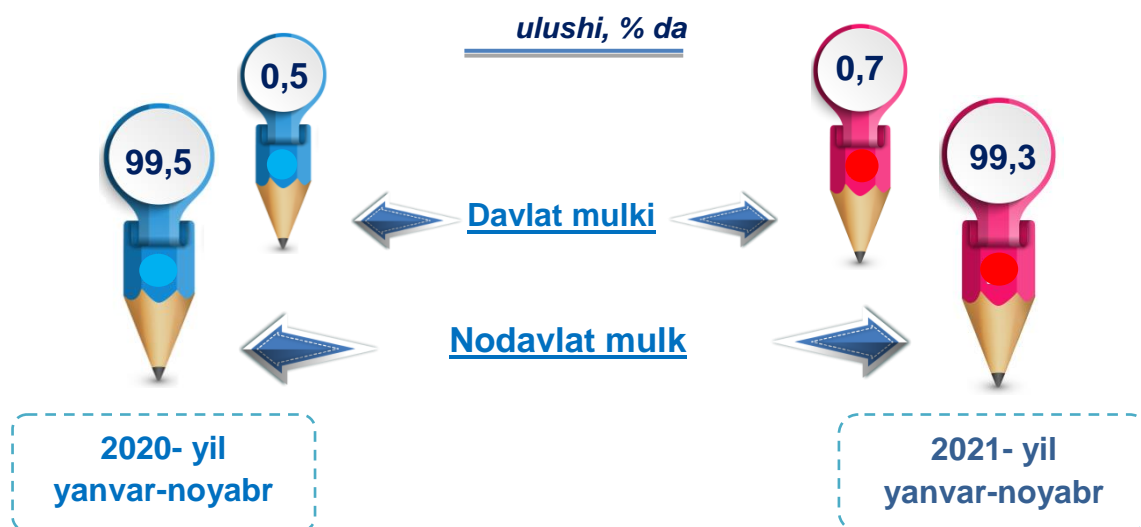 ulushi, % da
0,5
0,7
99,5
99,3
Davlat mulki
Nodavlat mulk
2020- yil
yanvar-noyabr
2021- yil
yanvar-noyabr